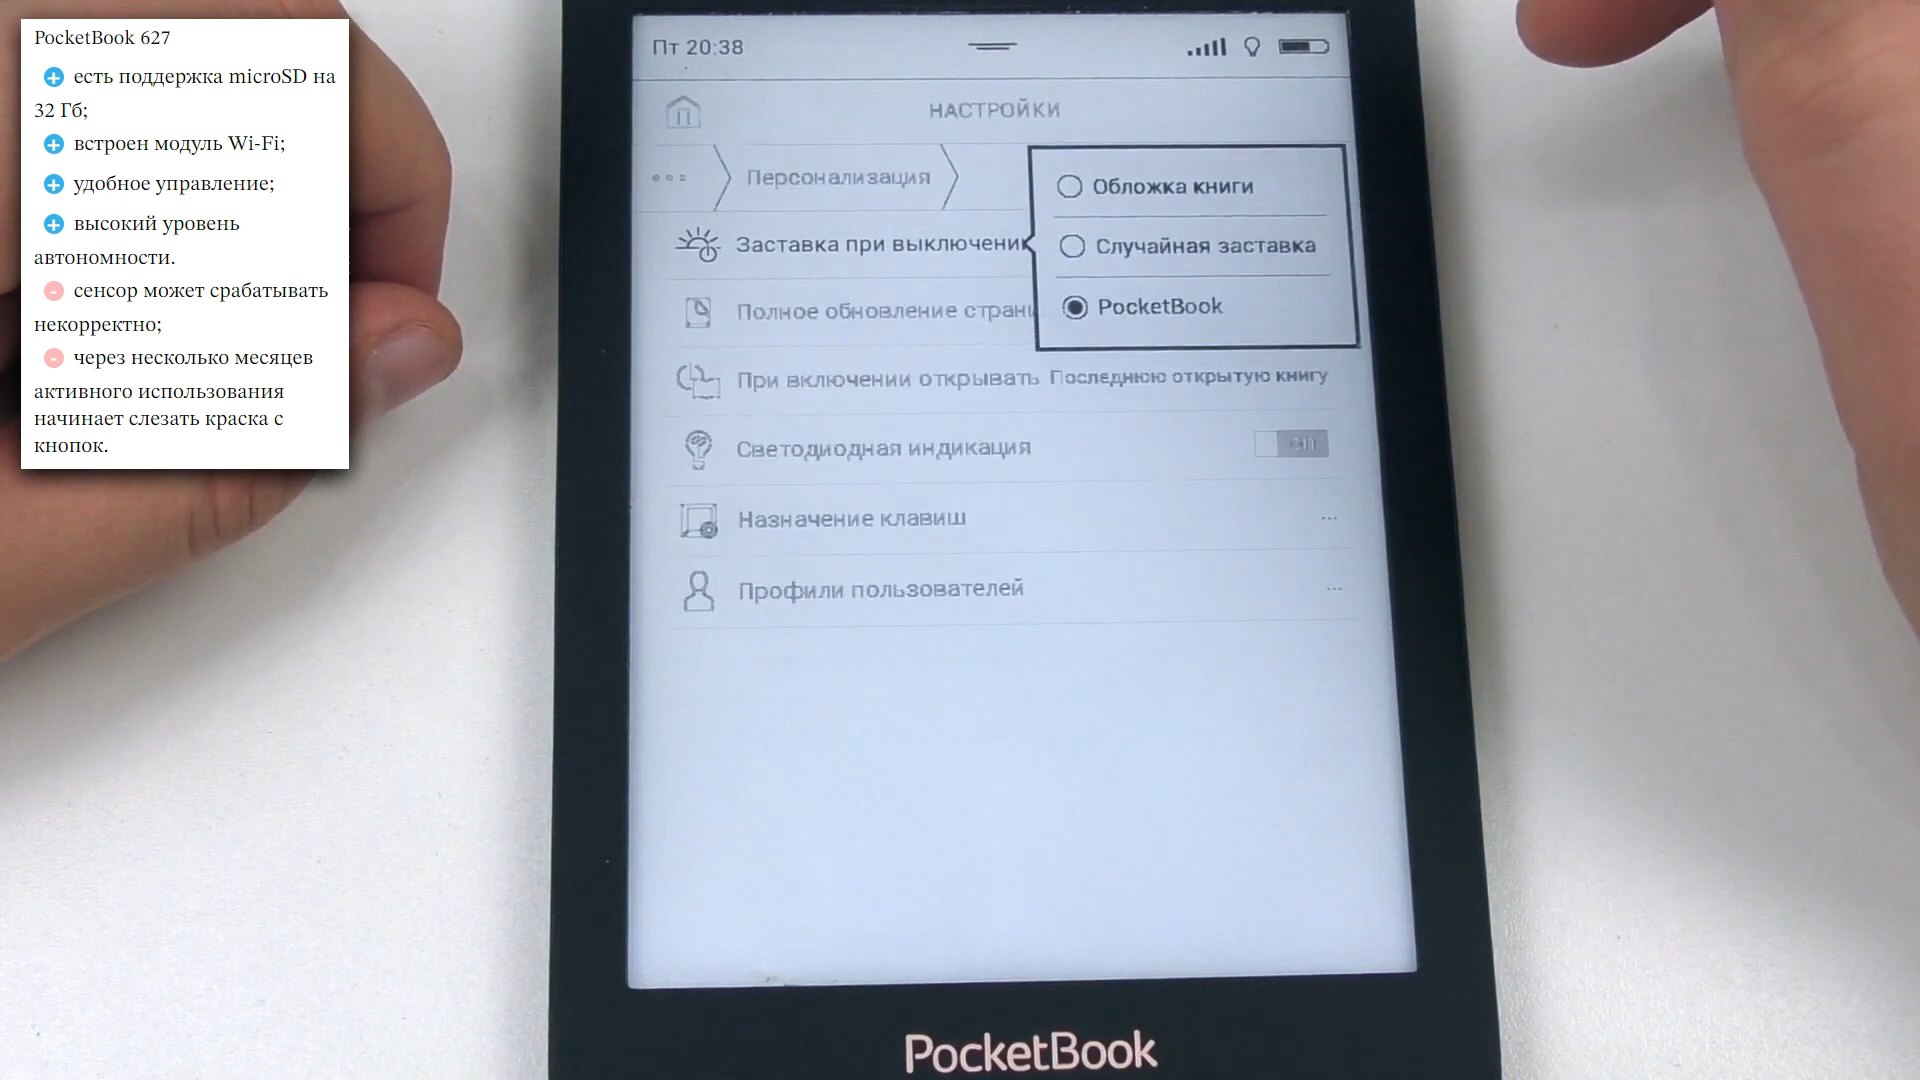 PocketBook 627
+ есть поддержка microSD на
32 Гб;
+ встроен модуль Wi-Fi;
+ удобное управление;
+ высокий уровень
автономности.
- сенсор может срабатывать
некорректно;
- через несколько месяцев
активного использования
начинает слезать краска с
кнопок.
Пт 20:38
НАСТРОЙКИ
Персонализация
Обложка книги
Заставка при выключени
Случайная заставка
Полное обновление страни
PocketBook
При включении открывать Последнюю открытую книгу
Светодиодная индикация
Назначение клавиш ...
Профили пользователей ...
PocketBook